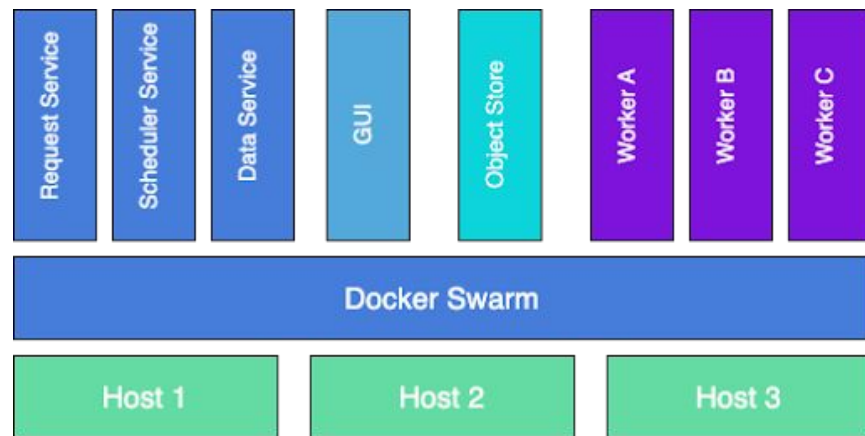 Request Service
Scheduler Service
Data Service
GUI
Object Store
Worker A
Worker B
Worker C
Docker Swarm
Host 1
Host 2
Host 3